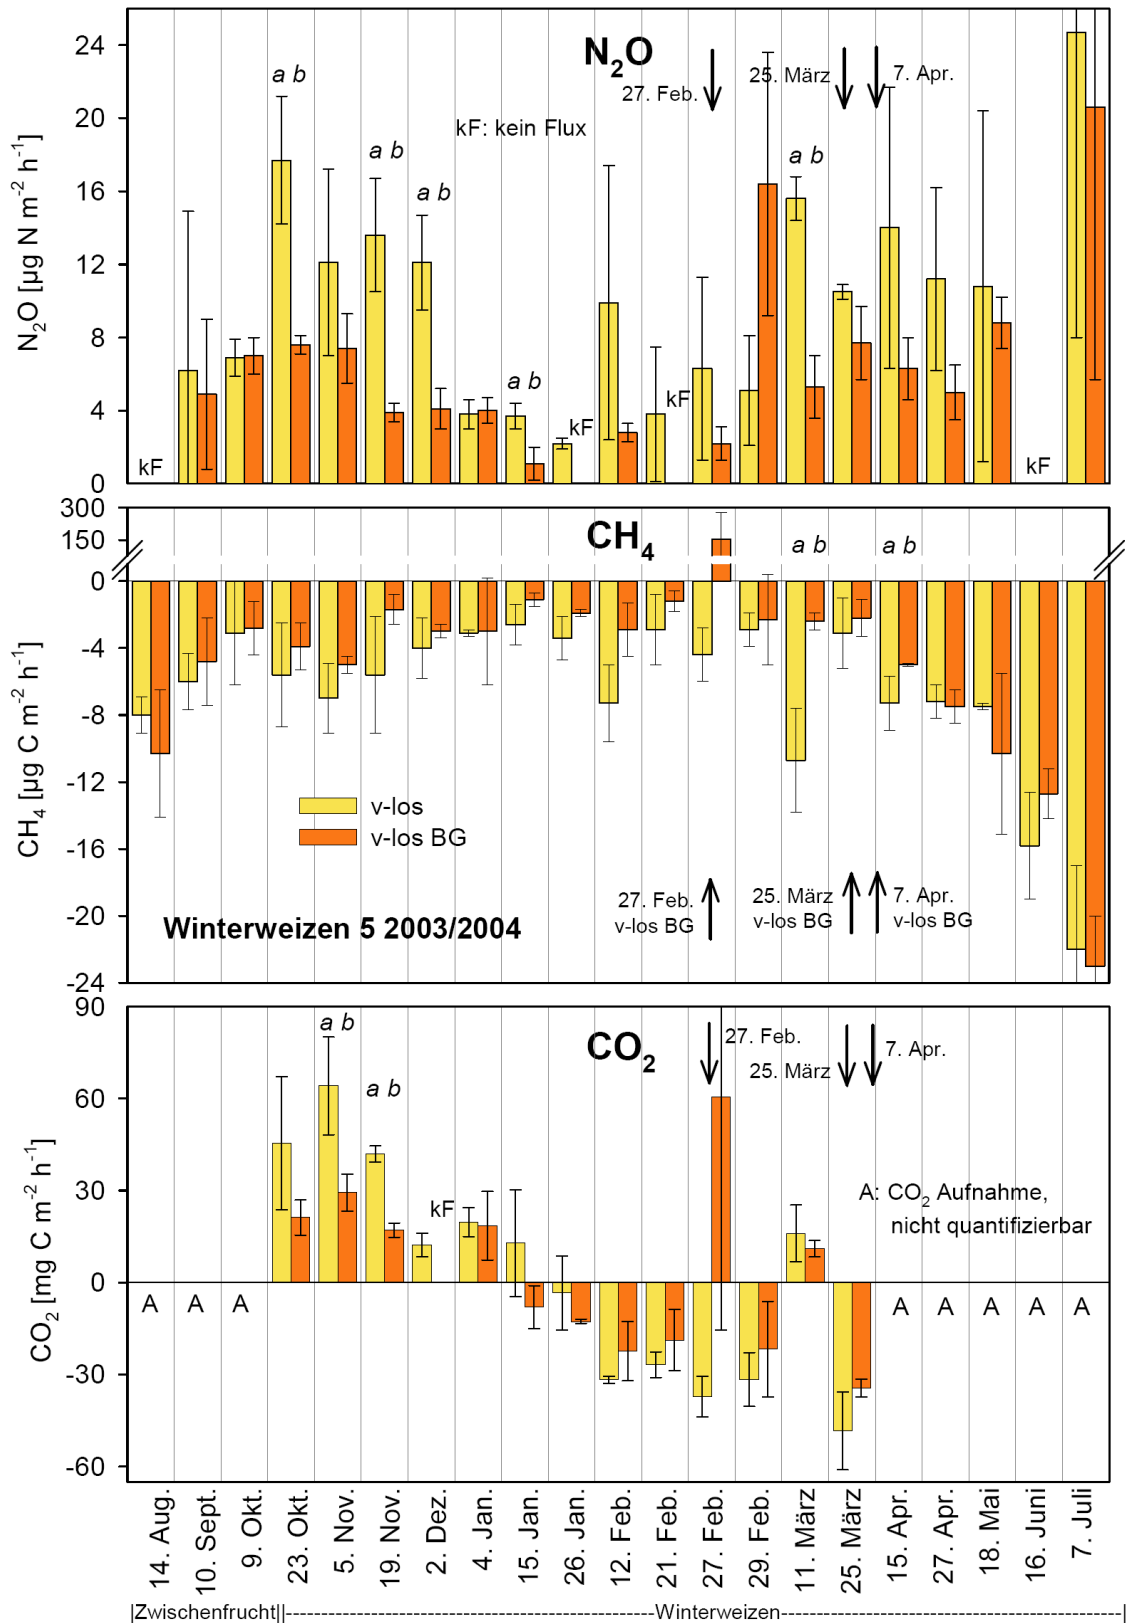 N2O
27. Feb.
25. März
7. Apr.
kF: kein Flux
a b
a b
a b
a b
a b
kF
kF
kF
kF
N2O [µg N m-2 h-1]
24
20
16
12
8
4
0
CH4
a b
a b
CH4 [µg C m-2 h-1]
300
150
0
-4
-8
-12
-16
-20
-24
v-los
v-los BG
27. Feb.
v-los BG
25. März
v-los BG
7. Apr.
v-los BG
Winterweizen 5 2003/2004
CO2
a b
a b
kF
27. Feb.
25. März
7. Apr.
A: CO2 Aufnahme,
nicht quantifizierbar
A A A A A A A A
CO2 [mg C m-2 h-1]
90
60
30
0
-30
-60
14. Aug.
10. Sept.
9. Okt.
23. Okt.
5. Nov.
19. Nov.
2. Dez.
4. Jan.
15. Jan.
26. Jan.
12. Feb.
21. Feb.
27. Feb.
29. Feb.
11. März
25. März
15. Apr.
27. Apr.
18. Mai
16. Juni
7. Juli
|Zwischenfrucht||------Winterweizen------|